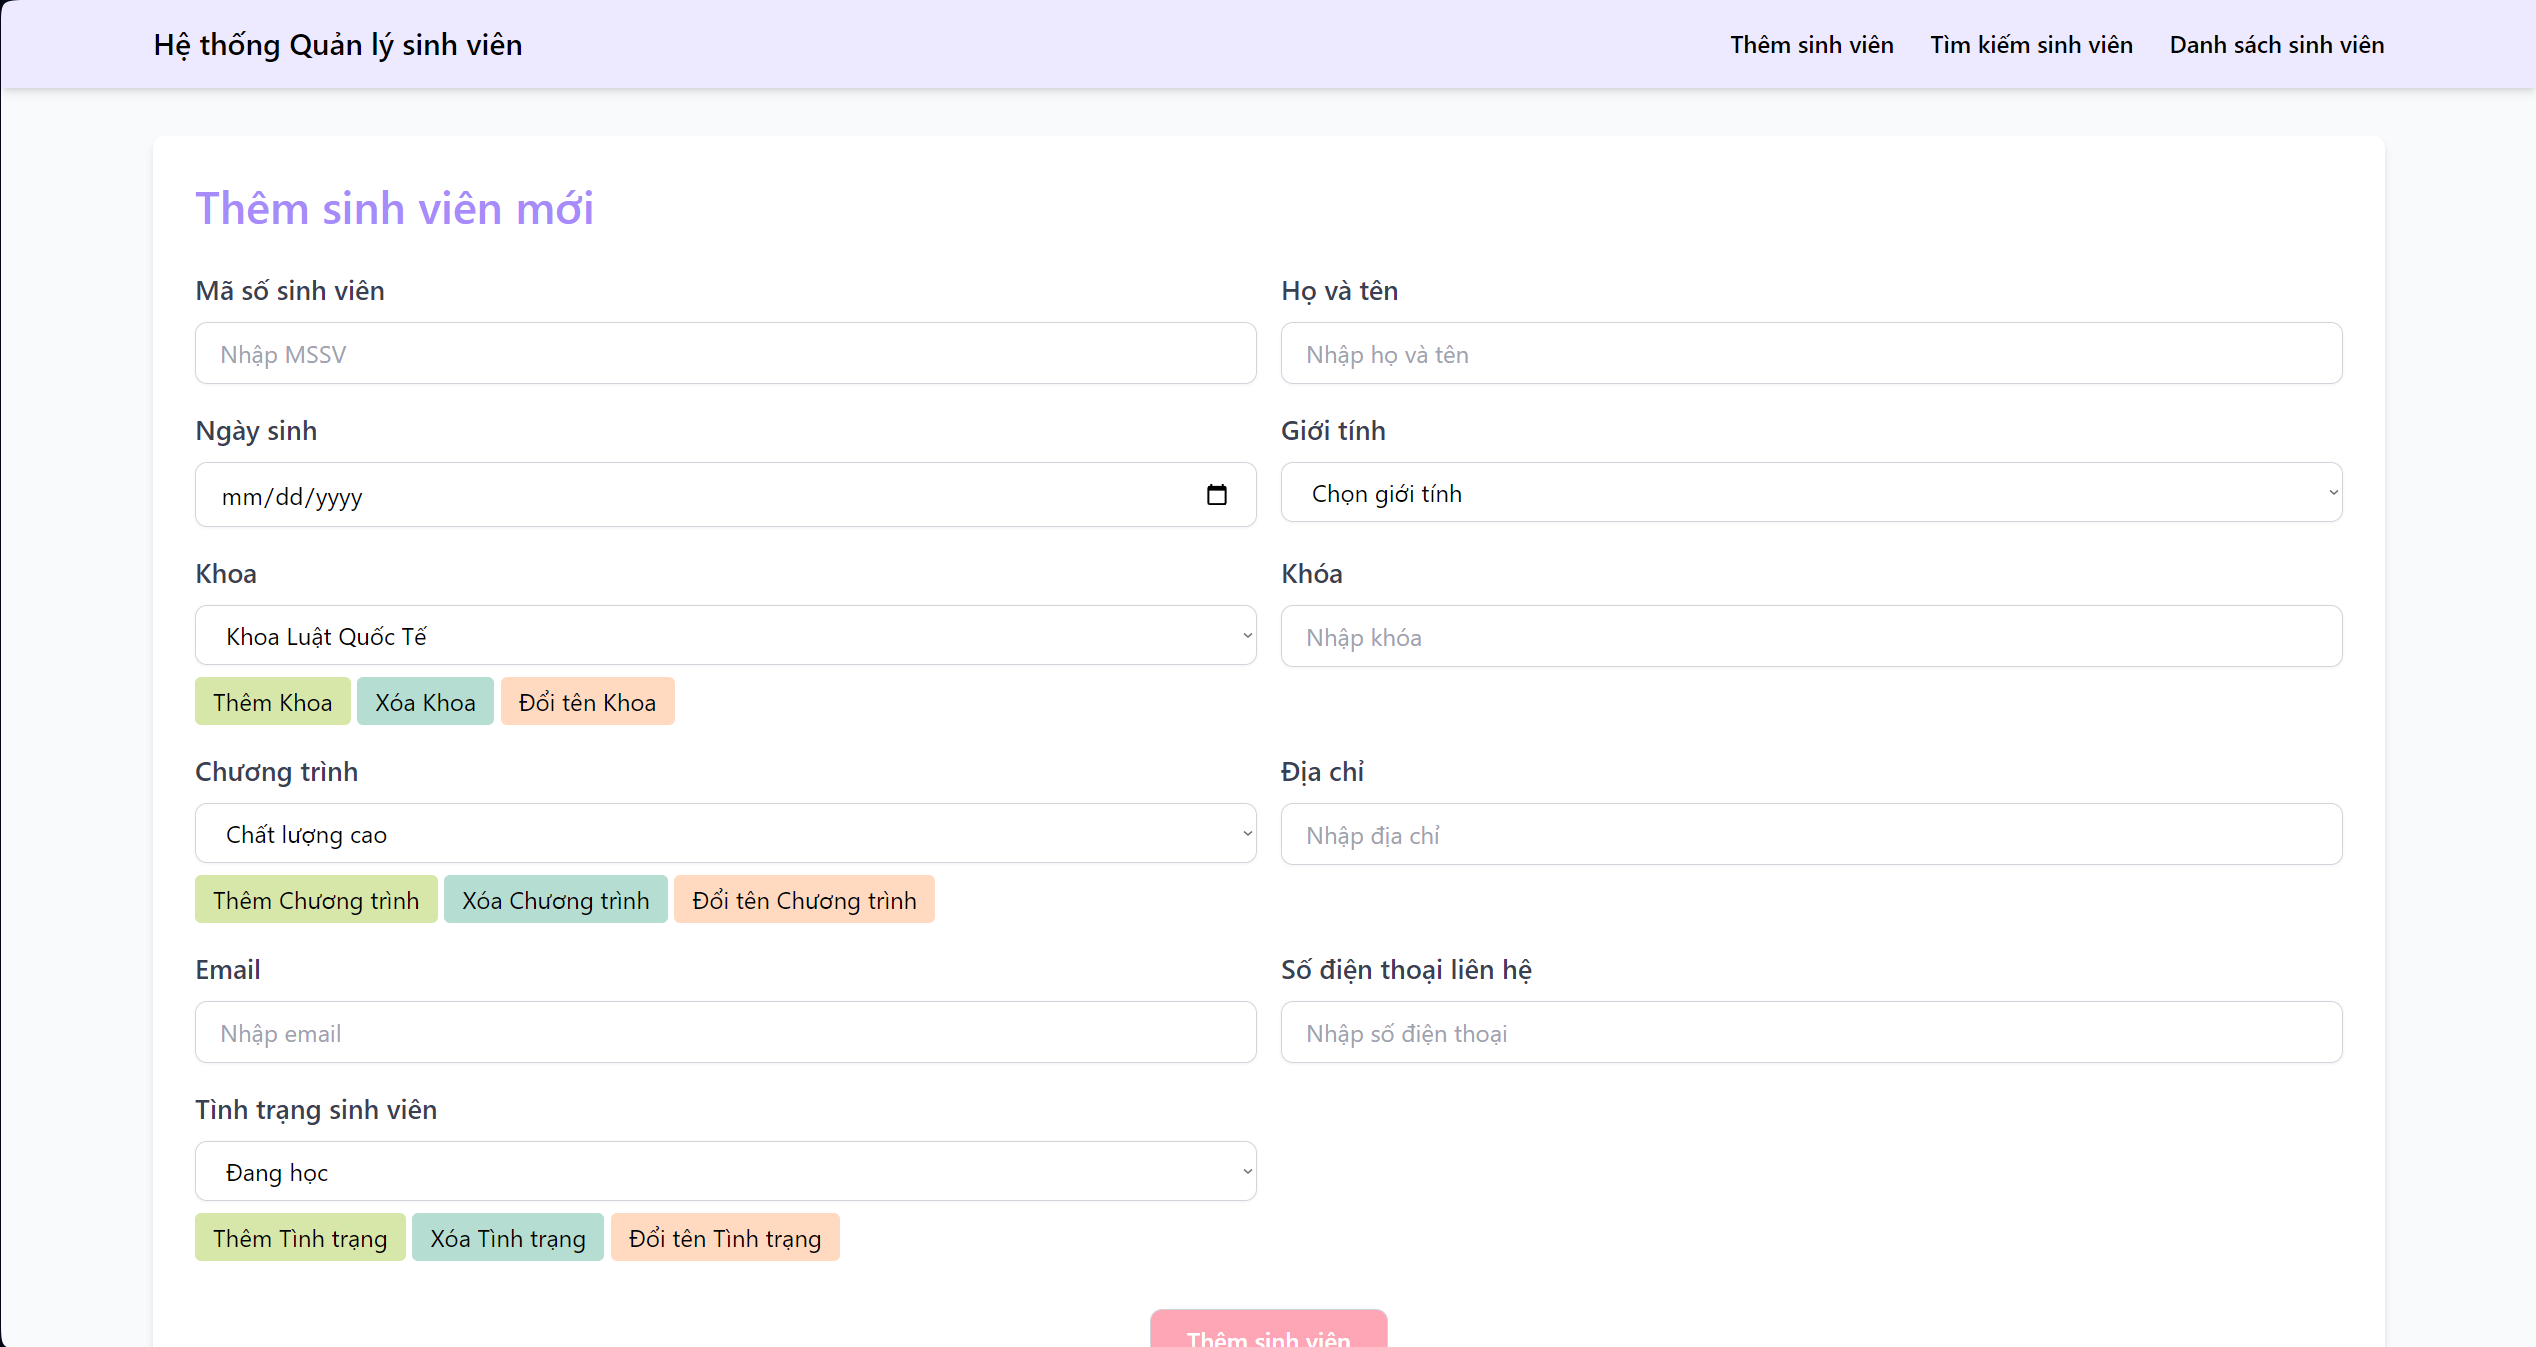 Hệ thống Quản lý sinh viên
Thêm sinh viên Tìm kiếm sinh viên Danh sách sinh viên
Thêm sinh viên mới
Mã số sinh viên
Nhập MSSV
Họ và tên
Nhập họ và tên
Ngày sinh
mm/dd/yyyy
Giới tính
Chọn giới tính
Khoa
Khoa Luật Quốc Tế
Thêm Khoa Xóa Khoa Đổi tên Khoa
Khóa
Nhập khóa
Chương trình
Chất lượng cao
Thêm Chương trình Xóa Chương trình Đổi tên Chương trình
Địa chỉ
Nhập địa chỉ
Email
Nhập email
Số điện thoại liên hệ
Nhập số điện thoại
Tình trạng sinh viên
Đang học
Thêm Tình trạng Xóa Tình trạng Đổi tên Tình trạng
Thêm sinh viên